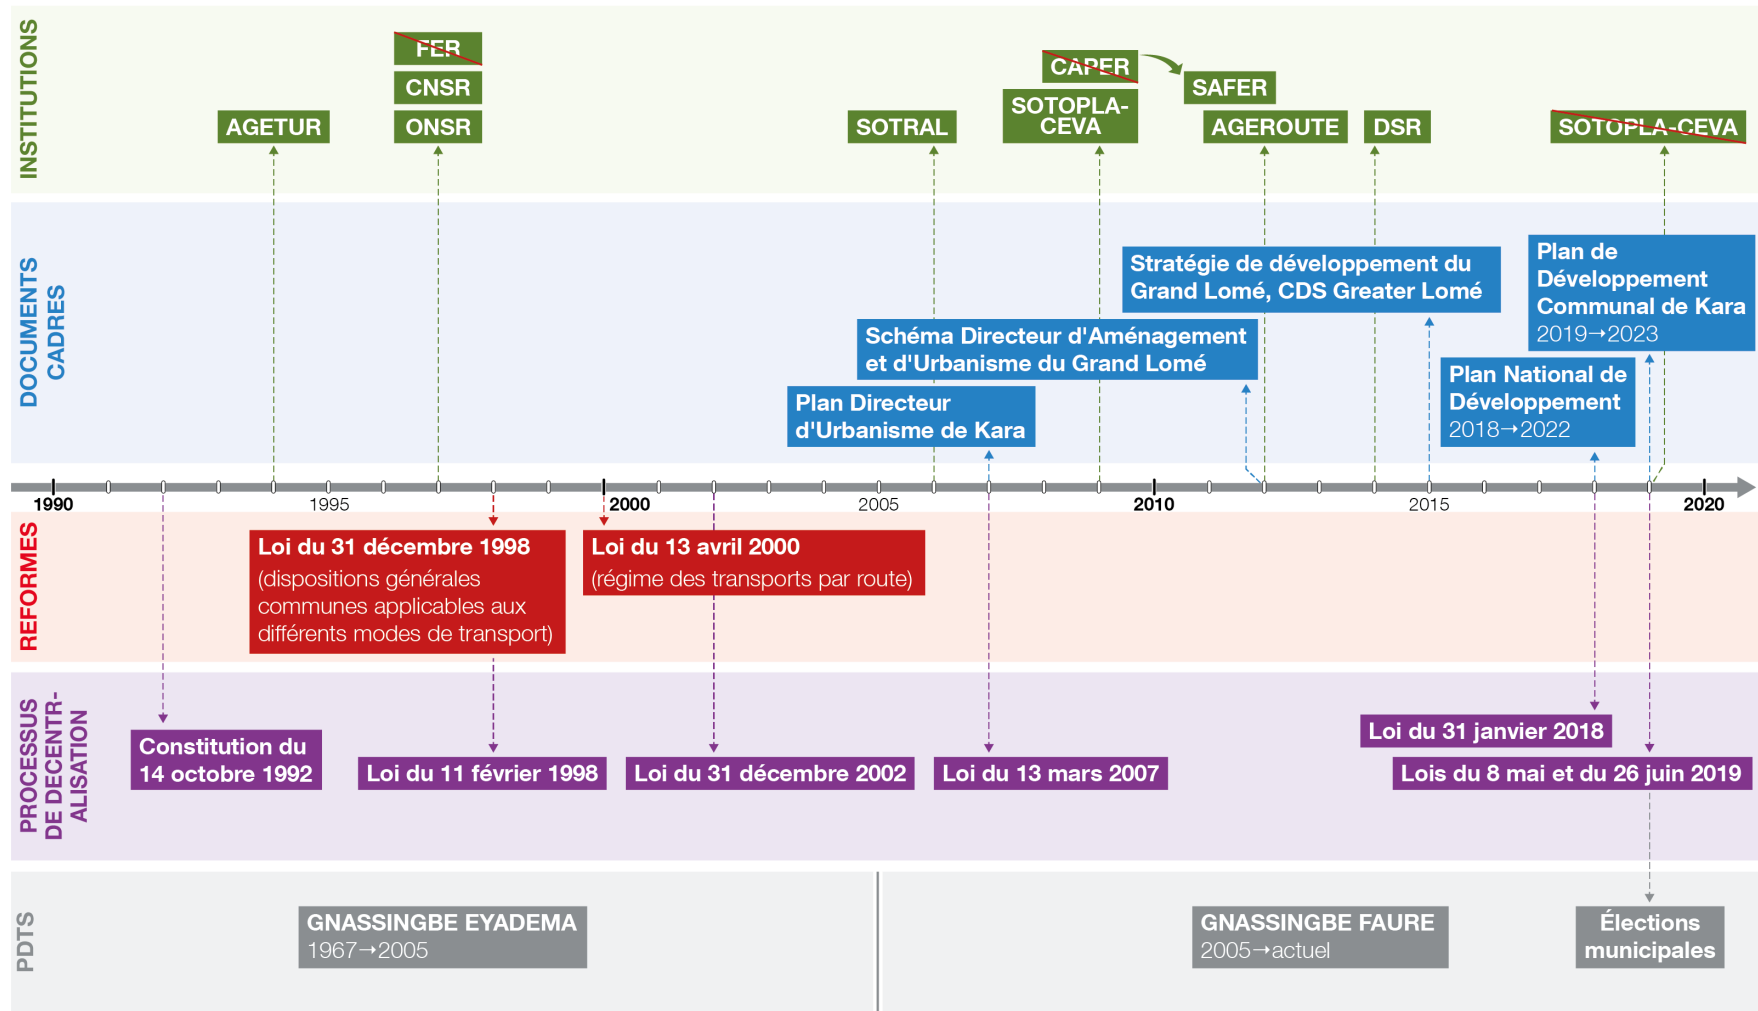 INSTITUTIONS
FER
CNSR
ONSR
AGETUR
SOTRAL
CAPER
SOTOPLA-
CEVA
SAFER
AGEROUTE
DSR
SOTOPLA-CEVA
DOCUMENTS
CADRES
Plan Directeur
d'Urbanisme de Kara
Schéma Directeur d'Aménagement
et d'Urbanisme du Grand Lomé
Stratégie de développement du
Grand Lomé, CDS Greater Lomé
Plan National de
Développement
2018→2022
Plan de
Développement
Communal de Kara
2019→2023
1990
1995
2000
2005
2010
2015
2020
REFORMES
Loi du 31 décembre 1998
(dispositions générales
communes applicables aux
différents modes de transport)
Loi du 13 avril 2000
(régime des transports par route)
PROCESSUS
DE DECENTR-
ALISATION
Constitution du
14 octobre 1992
Loi du 11 février 1998
Loi du 31 décembre 2002
Loi du 13 mars 2007
Loi du 31 janvier 2018
Lois du 8 mai et du 26 juin 2019
PDTS
GNASSINGBE EYADEMA
1967→2005
GNASSINGBE FAURE
2005→actuel
Élections
municipales